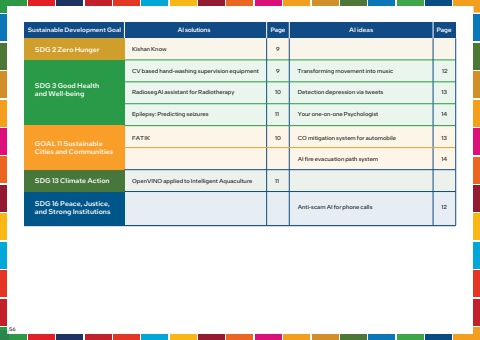 Sustainable Development Goal AI solutions Page AI ideas Page
SDG 2 Zero Hunger Kishan Know 9
SDG 3 Good Health
and Well-being
CV based hand-washing supervision equipment 9 Transforming movement into music 12
RadiosegAI assistant for Radiotherapy 10 Detection depression via tweets 13
Epilepsy: Predicting seizures 11 Your one-on-one Psychologist 14
GOAL 11 Sustainable
Cities and Communities
FATIK 10 CO mitigation system for automobile 13
AI fire evacuation path system 14
SDG 13 Climate Action OpenVINO applied to Intelligent Aquaculture 11
SDG 16 Peace, Justice,
and Strong Institutions
Anti-scam AI for phone calls 12
56